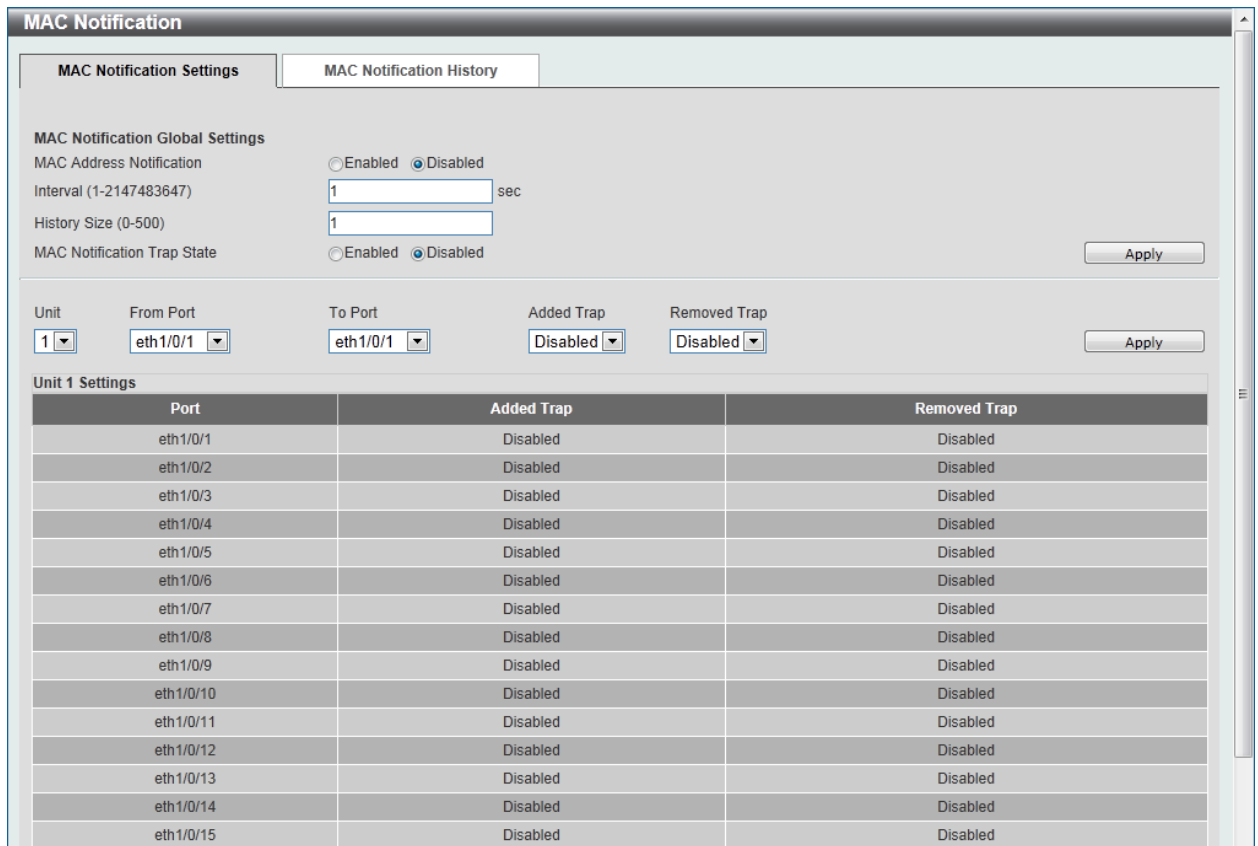 MAC Notification
MAC Notification Settings MAC Notification History
MAC Notification Global Settings
MAC Address Notification Enabled Disabled
Interval (1-2147483647) 1 sec
History Size (0-500) 1
MAC Notification Trap State Enabled Disabled Apply
Unit From Port To Port Added Trap Removed Trap
1 eth1/0/1 eth1/0/1 Disabled Disabled Apply
Unit 1 Settings
Port Added Trap Removed Trap
eth1/0/1 Disabled Disabled
eth1/0/2 Disabled Disabled
eth1/0/3 Disabled Disabled
eth1/0/4 Disabled Disabled
eth1/0/5 Disabled Disabled
eth1/0/6 Disabled Disabled
eth1/0/7 Disabled Disabled
eth1/0/8 Disabled Disabled
eth1/0/9 Disabled Disabled
eth1/0/10 Disabled Disabled
eth1/0/11 Disabled Disabled
eth1/0/12 Disabled Disabled
eth1/0/13 Disabled Disabled
eth1/0/14 Disabled Disabled
eth1/0/15 Disabled Disabled